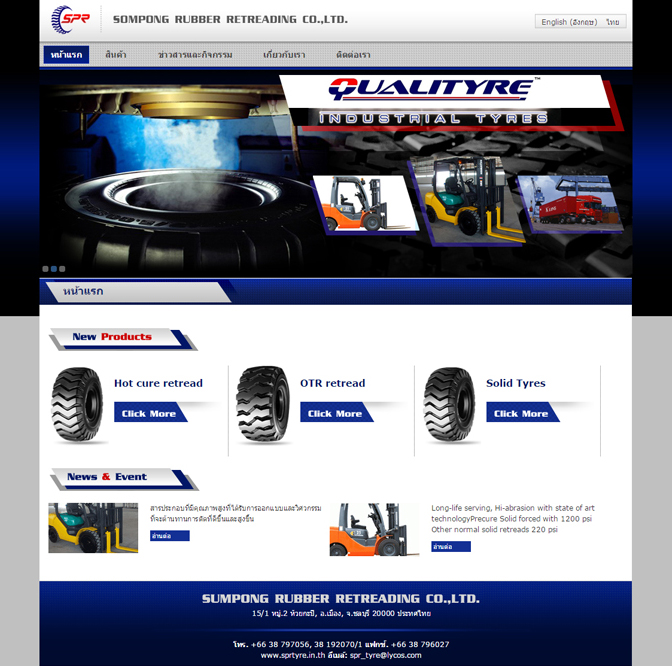 SPR
SOMPONG RUBBER RETREADING CO.,LTD.
English (อังกฤษ) ไทย
หน้าแรก สินค้า ข่าวสารและกิจกรรม เกี่ยวกับเรา ติดต่อเรา
QUALITYRE™
INDUSTRIAL TYRES
หน้าแรก
New Products
Hot cure retread
Click More
OTR retread
Click More
Solid Tyres
Click More
News & Event
สารประกอบที่มีคุณภาพสูงที่ได้รับการออกแบบและวิศวกรรม
ที่จะต้านทานการตัดที่ดีขึ้นและสูงขึ้น
อ่านต่อ
Long-life serving, Hi-abrasion with state of art
technologyPrecure Solid forced with 1200 psi
Other normal solid retreads 220 psi
อ่านต่อ
SUMPONG RUBBER RETREADING CO.,LTD.
15/1 หมู่.2 ห้วยกะปิ, อ.เมือง, จ.ชลบุรี 20000 ประเทศไทย
โทร. +66 38 797056, 38 192070/1 แฟกซ์. +66 38 796027
www.sprtyre.in.th อีเมล์: spr_tyre@lycos.com